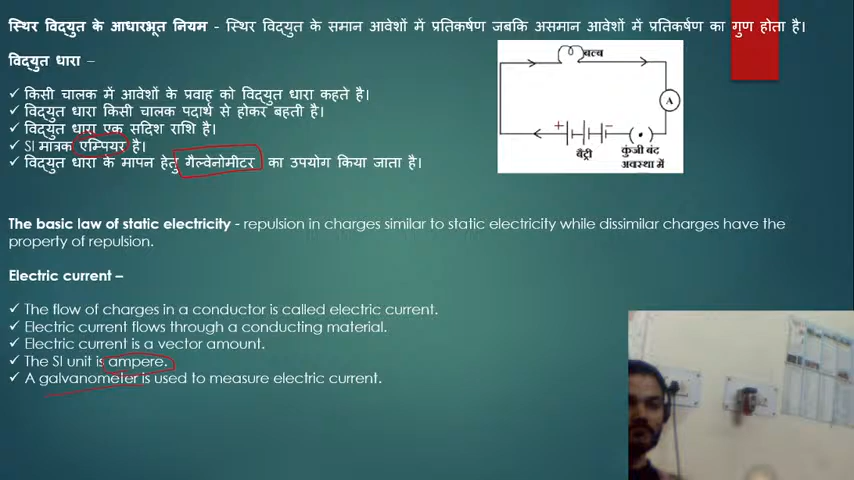 स्थिर विद्युत के आधारभूत नियम - स्थिर विद्युत के समान आवेशों में प्रतिकर्षण जबकि असमान आवेशों में प्रतिकर्षण का गुण होता है।
विद्युत धारा –
✓ किसी चालक में आवेशों के प्रवाह को विद्युत धारा कहते है।
✓ विद्युत धारा किसी चालक पदार्थ से होकर बहती है।
✓ विद्युत धारा एक सदिश राशि है।
✓ SI मात्रक एम्पियर है।
✓ विद्युत धारा के मापन हेतु गैल्वेनोमीटर का उपयोग किया जाता है।
बल्ब
A
+ –
बैट्री
कुंजी बंद
अवस्था में
The basic law of static electricity - repulsion in charges similar to static electricity while dissimilar charges have the
property of repulsion.
Electric current –
✓ The flow of charges in a conductor is called electric current.
✓ Electric current flows through a conducting material.
✓ Electric current is a vector amount.
✓ The SI unit is ampere.
✓ A galvanometer is used to measure electric current.